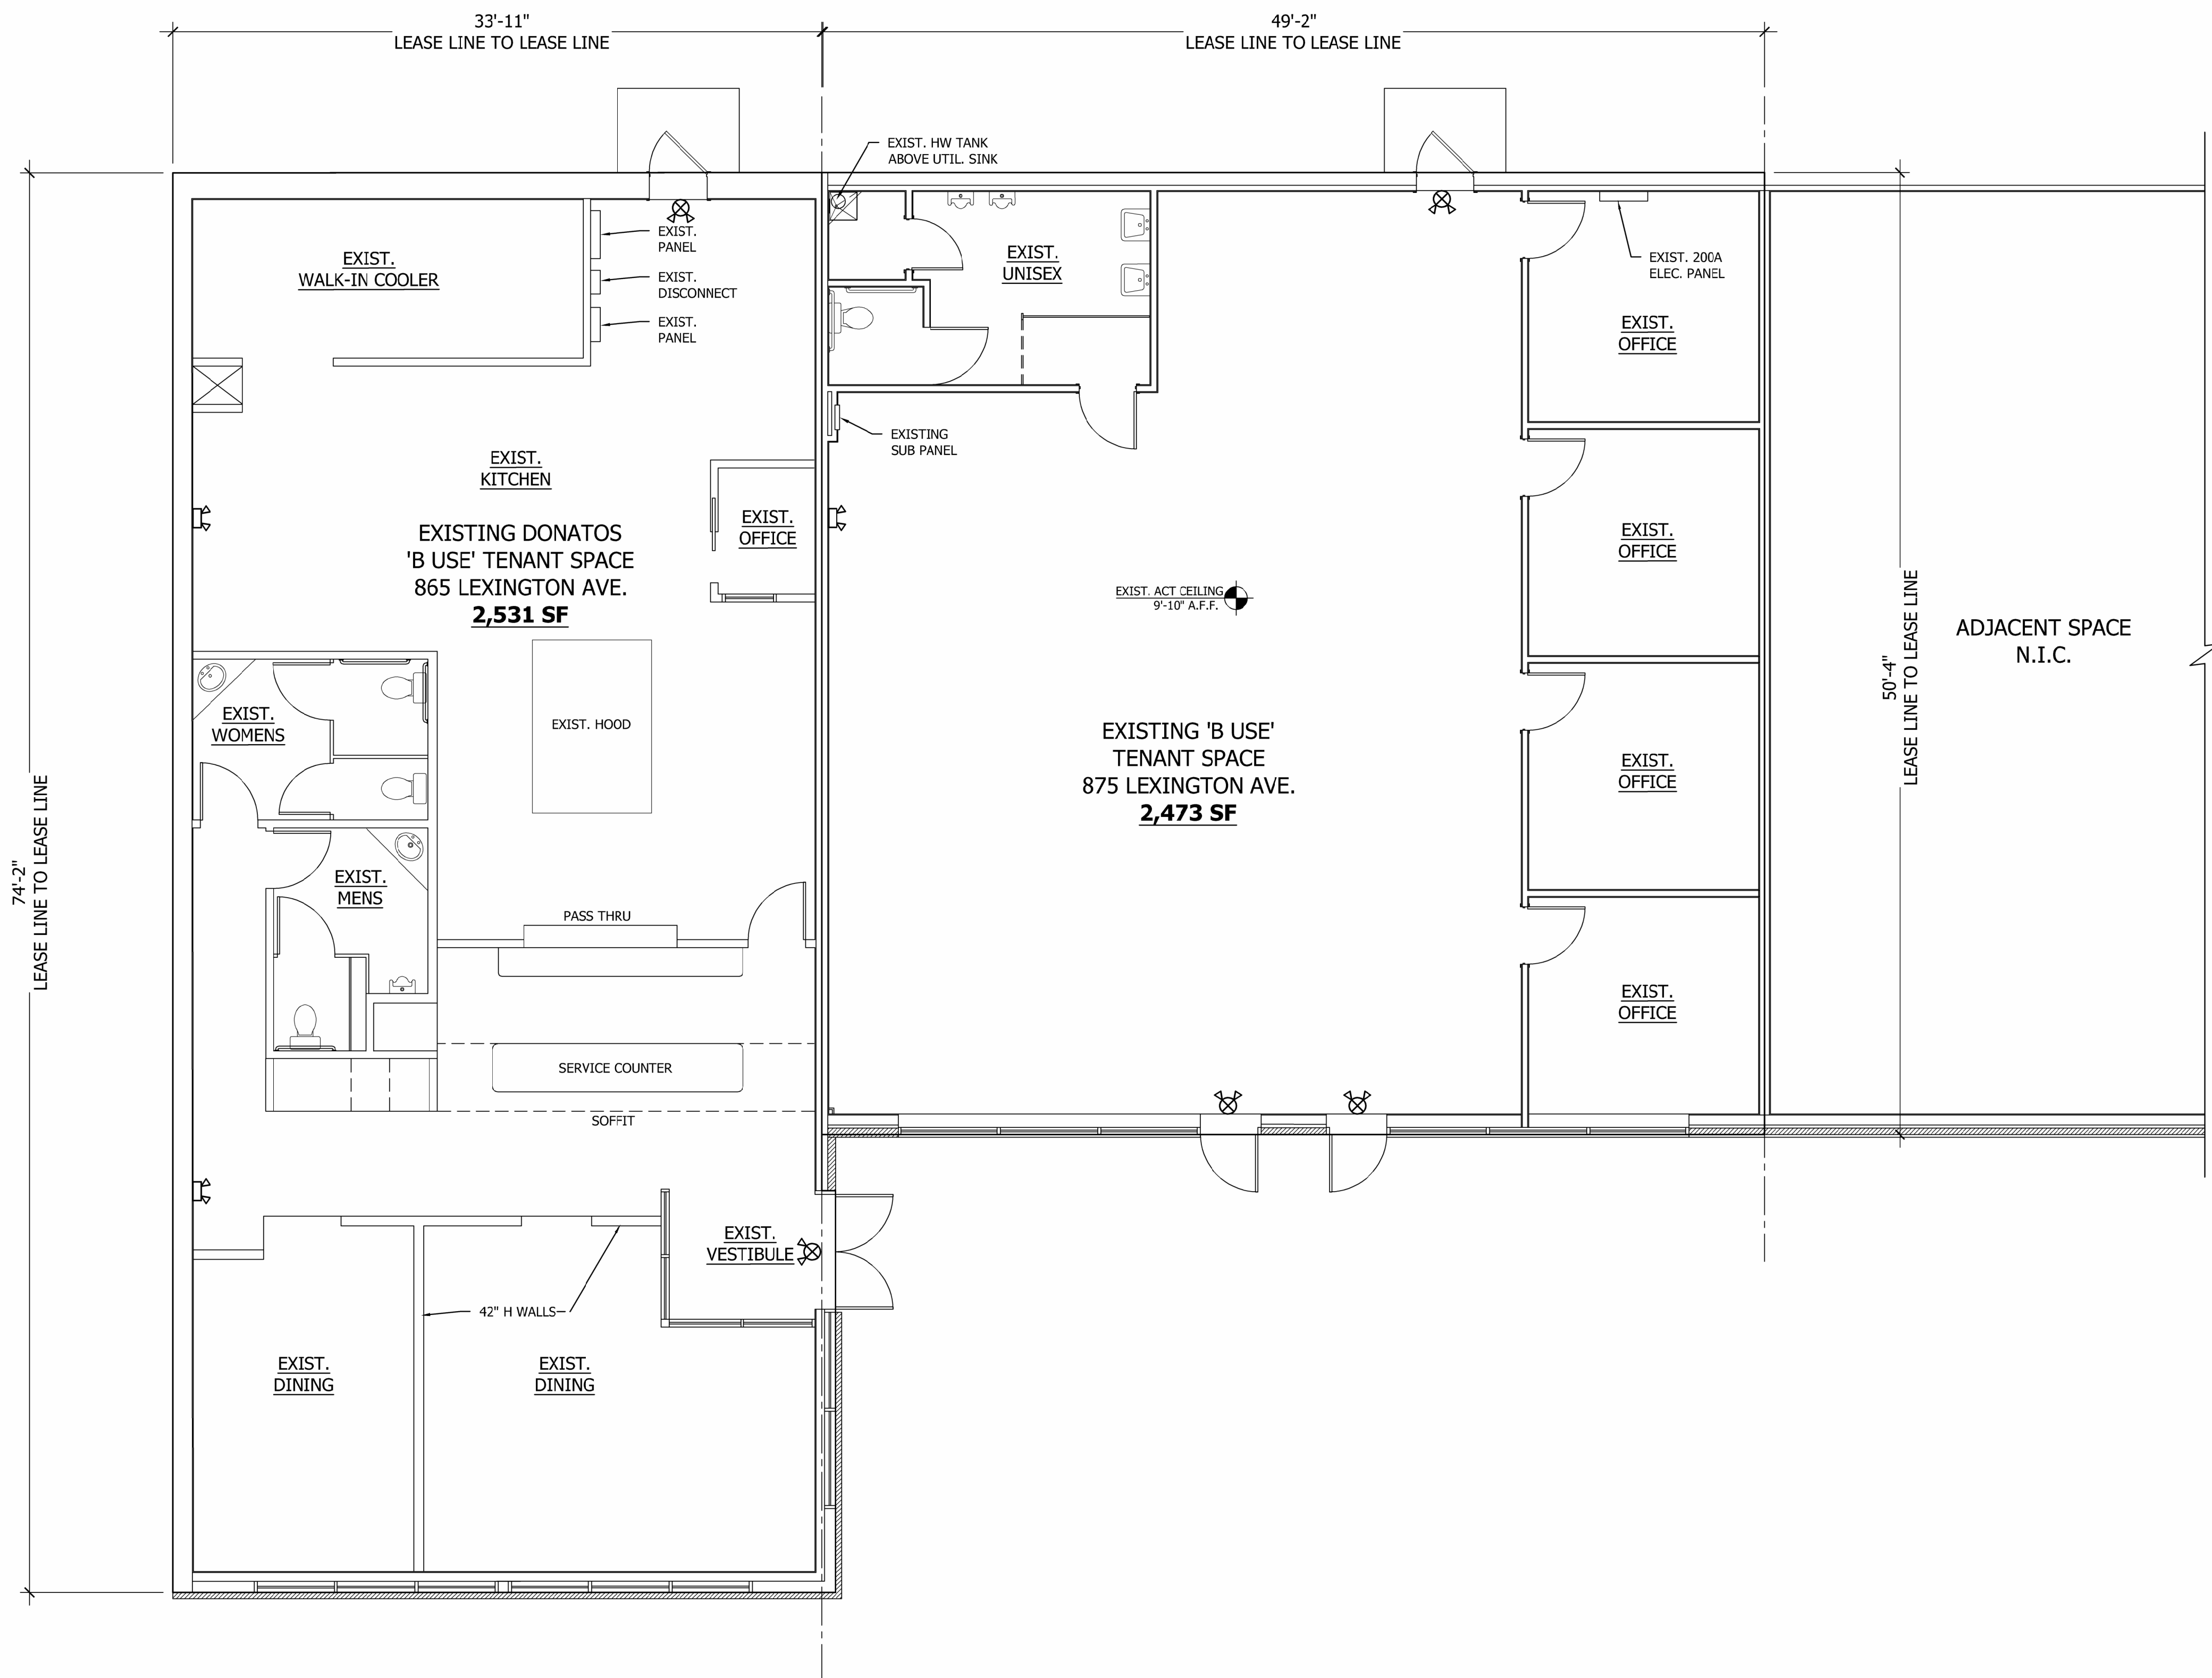 33'-11"
LEASE LINE TO LEASE LINE
49'-2"
LEASE LINE TO LEASE LINE
EXIST. HW TANK
ABOVE UTIL. SINK
EXIST.
PANEL
EXIST.
DISCONNECT
EXIST.
PANEL
EXIST.
WALK-IN COOLER
EXIST.
UNISEX
EXIST. 200A
ELEC. PANEL
EXIST.
OFFICE
EXISTING
SUB PANEL
EXIST.
KITCHEN
EXISTING DONATOS
'B USE' TENANT SPACE
865 LEXINGTON AVE.
2,531 SF
EXIST.
OFFICE
EXIST.
OFFICE
EXIST. ACT CEILING
9'-10" A.F.F.
50'-4"
LEASE LINE TO LEASE LINE
ADJACENT SPACE
N.I.C.
EXIST.
WOMENS
EXIST. HOOD
EXISTING 'B USE'
TENANT SPACE
875 LEXINGTON AVE.
2,473 SF
EXIST.
OFFICE
74'-2"
LEASE LINE TO LEASE LINE
EXIST.
MENS
PASS THRU
EXIST.
OFFICE
SERVICE COUNTER
SOFFIT
EXIST.
VESTIBULE
42" H WALLS
EXIST.
DINING
EXIST.
DINING